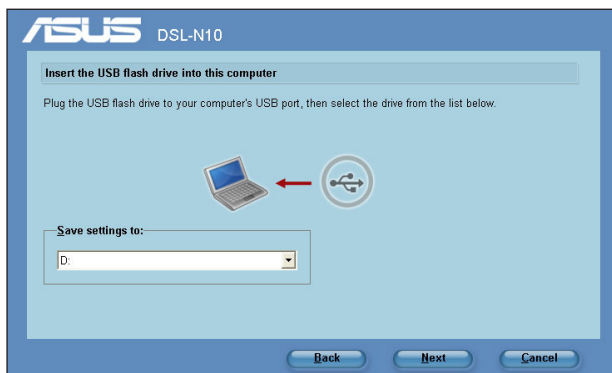 ASUS DSL-N10
Insert the USB flash drive into this computer
Plug the USB flash drive to your computer's USB port, then select the drive from the list below.
Save settings to:
D:
Back Next Cancel